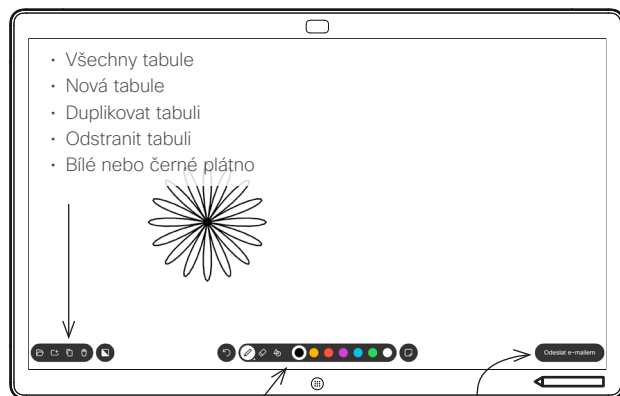 • Všechny tabule
• Nová tabule
• Duplikovat tabuli
• Odstranit tabuli
• Bílé nebo černé plátno
Odeslat e-mailem